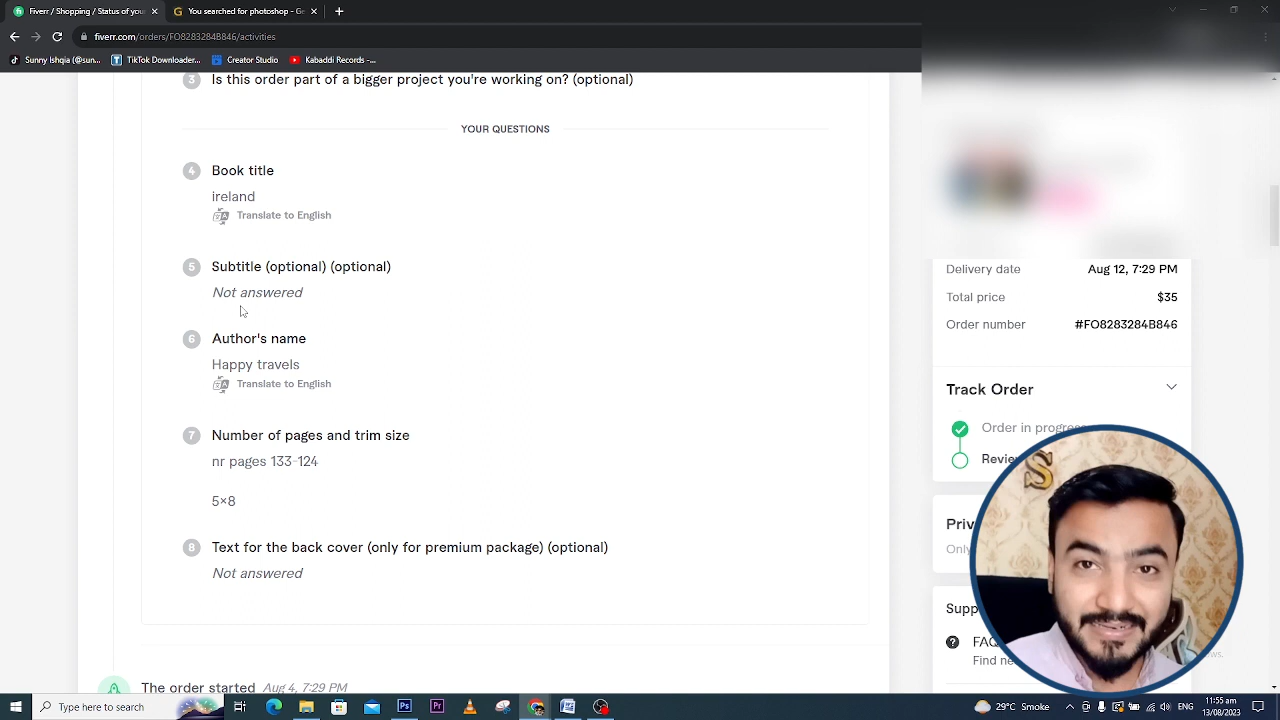 Fiverr / Shopping / Status of your
You searched for travel - G
fiverr.com/orders/FO8283284B846/activities
Sunny Ishqia (@sun...
TikTok Downloader...
Creator Studio
Kabaddi Records -...
3 Is this order part of a bigger project you're working on? (optional)
YOUR QUESTIONS
4 Book title
ireland
Translate to English
5 Subtitle (optional) (optional)
Not answered
6 Author's name
Happy travels
Translate to English
7 Number of pages and trim size
nr pages 133-124
5×8
8 Text for the back cover (only for premium package) (optional)
Not answered
The order started Aug 4, 7:29 PM
Delivery date Aug 12, 7:29 PM
Total price $35
Order number #FO8283284B846
Track Order
Order in progress
Review
Priv
Only
Supp
FAQ
Find ne
S
Type here to search
29°C
ENG
11:55 am
13/08/2023